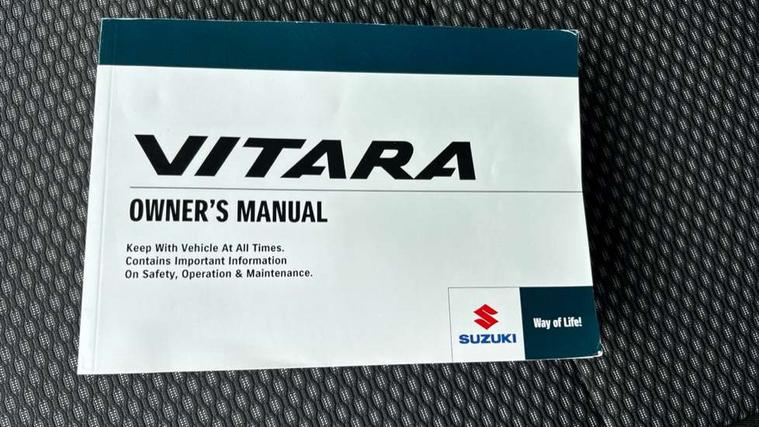 VITARA
OWNER'S MANUAL
Keep With Vehicle At All Times.
Contains Important Information
On Safety, Operation & Maintenance.
SUZUKI
Way of Life!